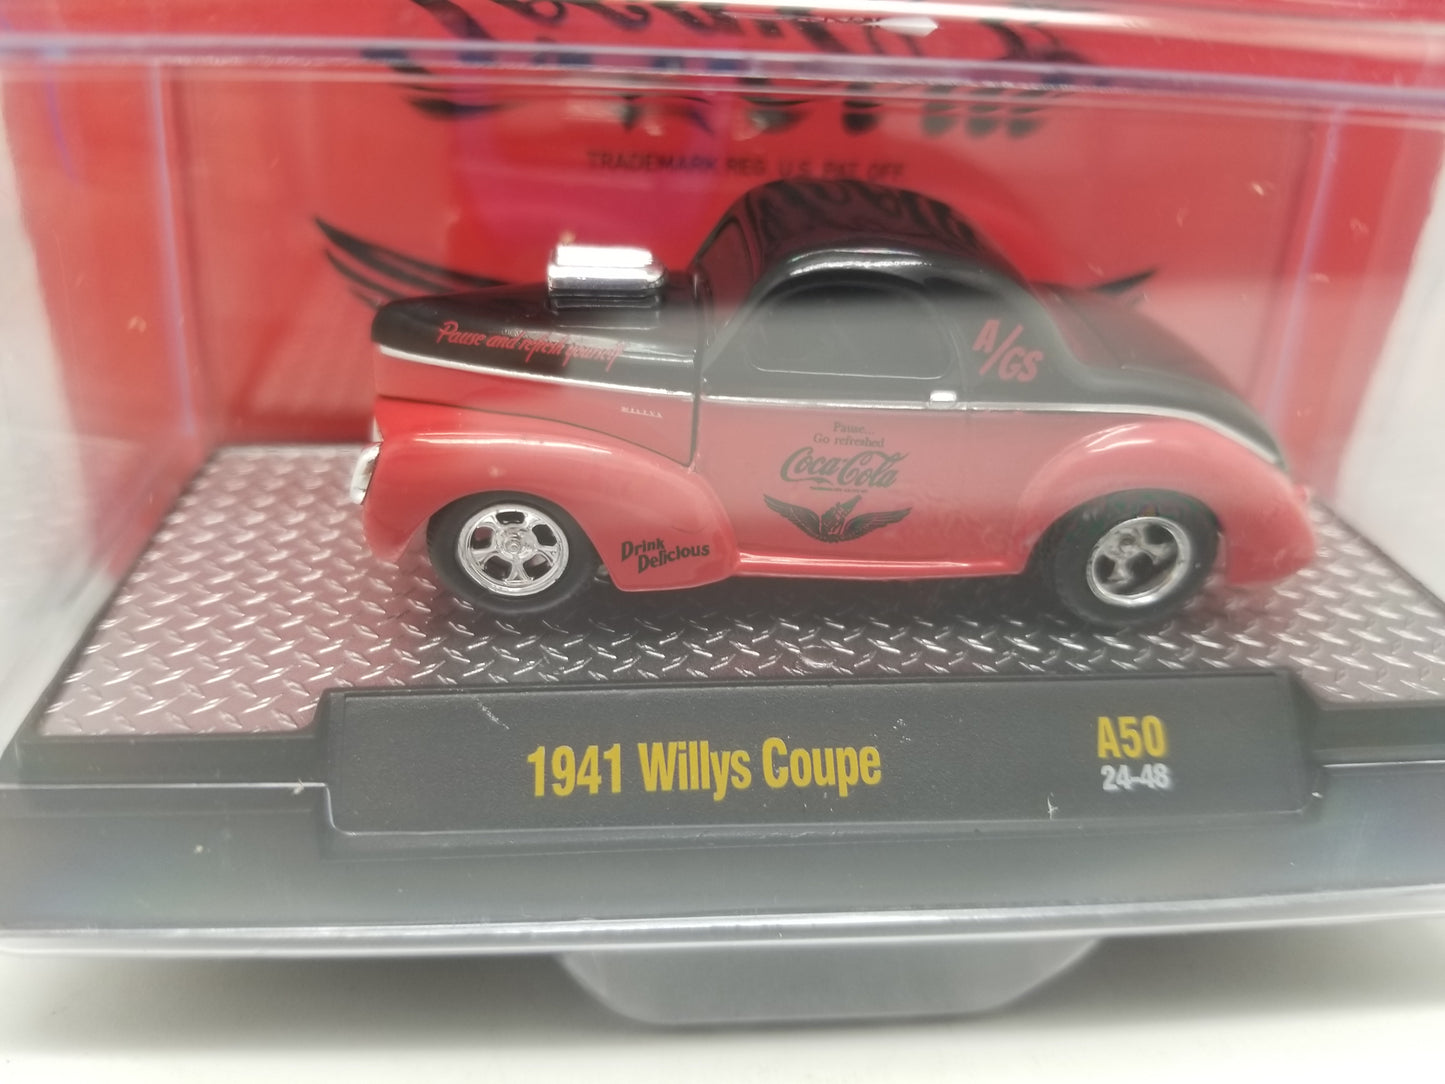 TRADEMARK REG. U.S. PAT. OFF.
Pause and refresh yourself
A/GS
WILLYS
Pause...
Go refreshed
Coca-Cola
Drink
Delicious
1941 Willys Coupe
A50
24-48